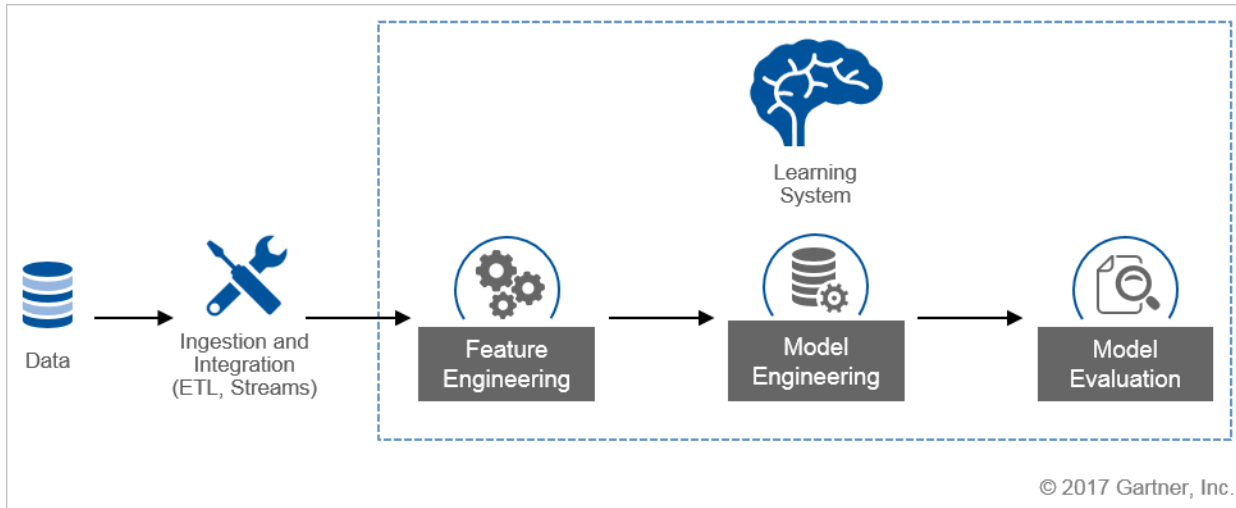 Learning
System
Data
Ingestion and
Integration
(ETL, Streams)
Feature
Engineering
Model
Engineering
Model
Evaluation
© 2017 Gartner, Inc.